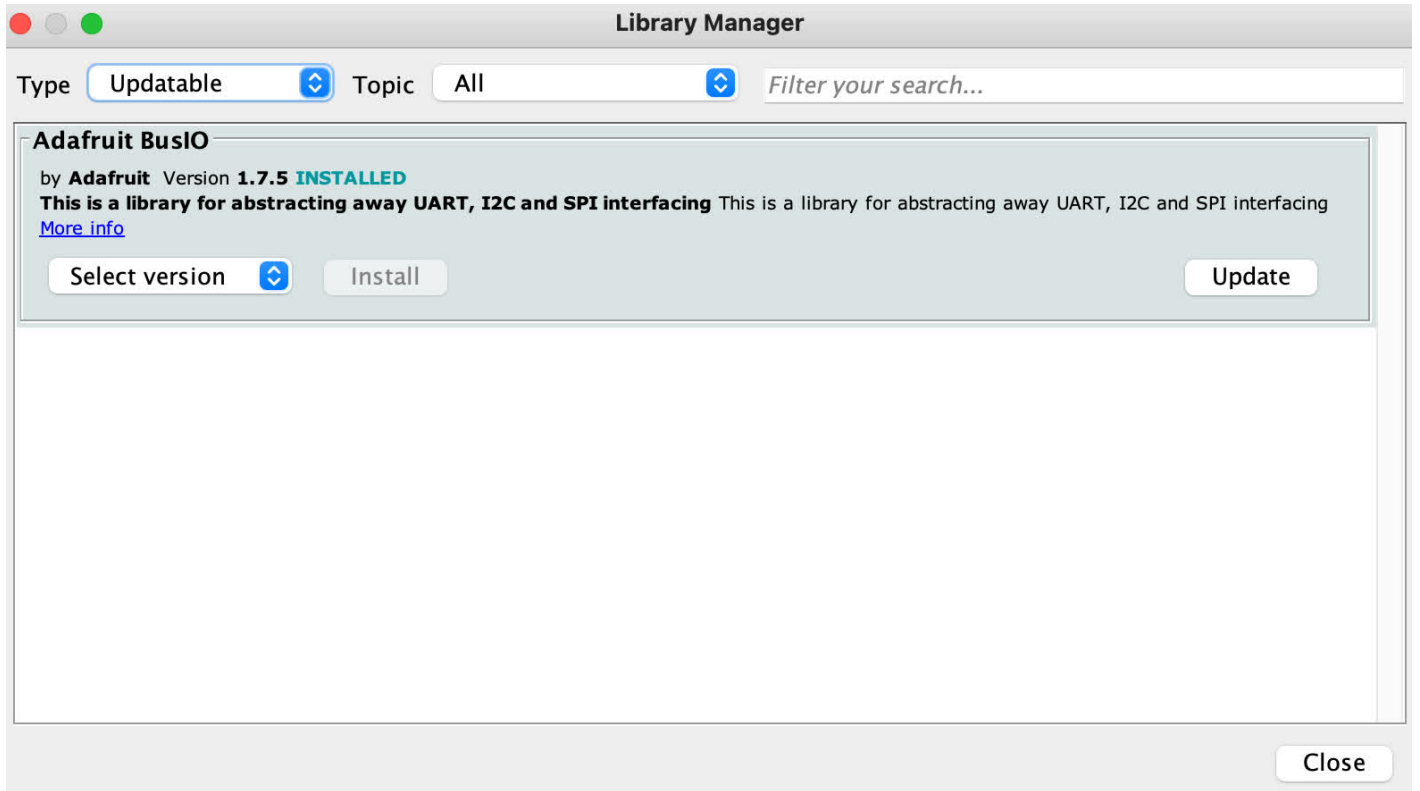 Library Manager
Type Updatable Topic All Filter your search...
Adafruit BusIO
by Adafruit Version 1.7.5 INSTALLED
This is a library for abstracting away UART, I2C and SPI interfacing This is a library for abstracting away UART, I2C and SPI interfacing
More info
Select version Install Update
Close